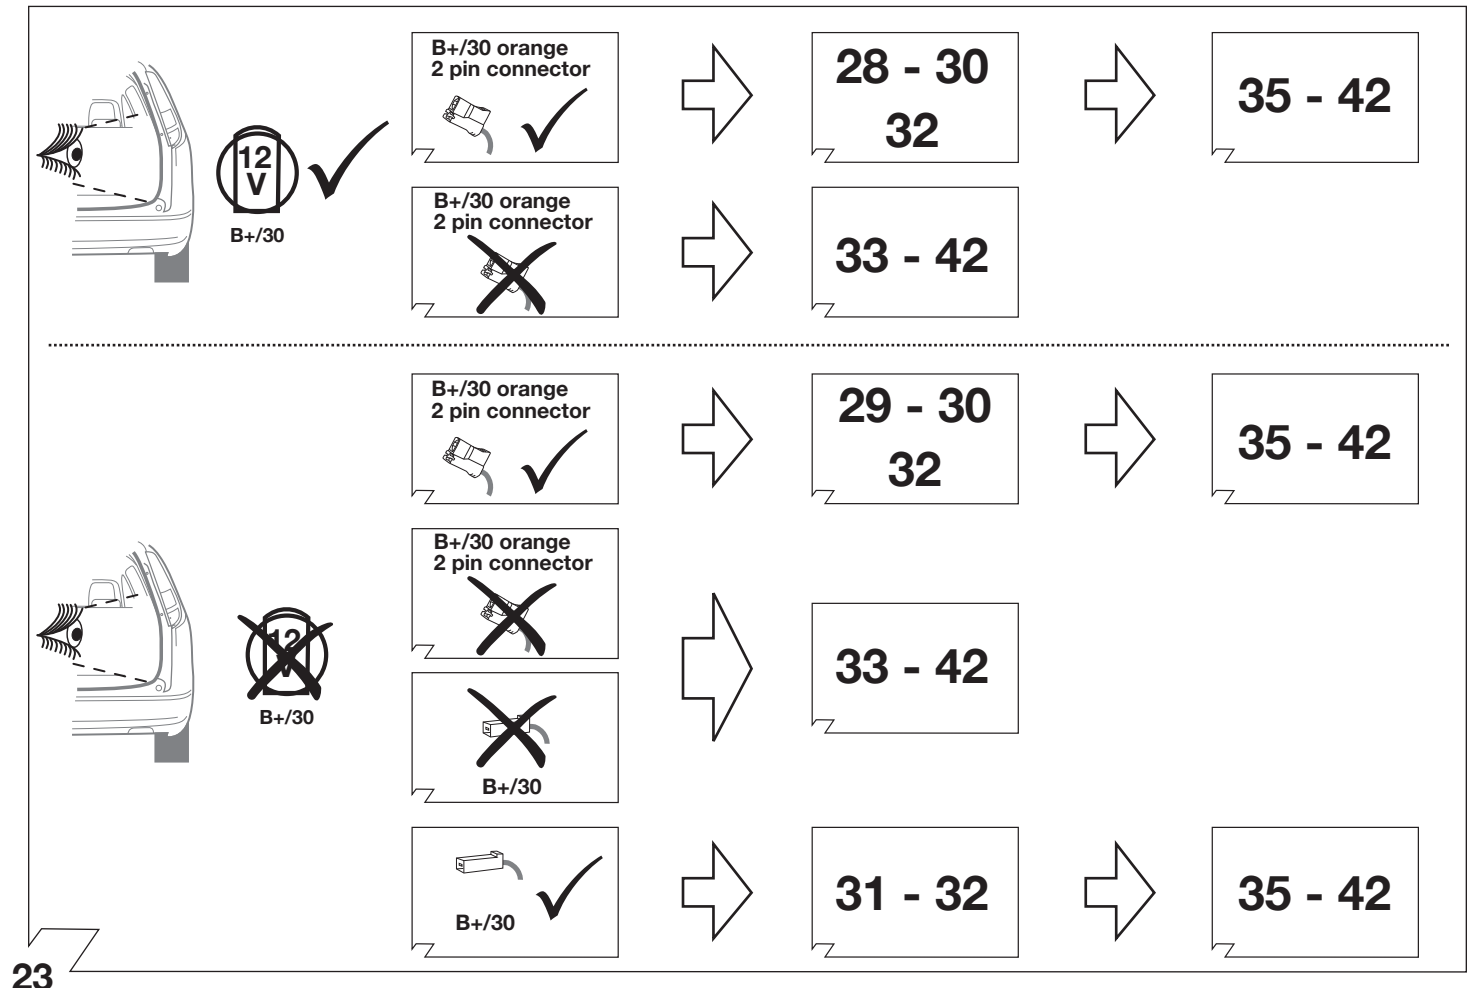 B+/30 orange
2 pin connector
28 - 30
32
35 - 42
12
V
B+/30
B+/30 orange
2 pin connector
33 - 42
B+/30 orange
2 pin connector
29 - 30
32
35 - 42
B+/30 orange
2 pin connector
12
V
B+/30
33 - 42
B+/30
B+/30
31 - 32
35 - 42
23